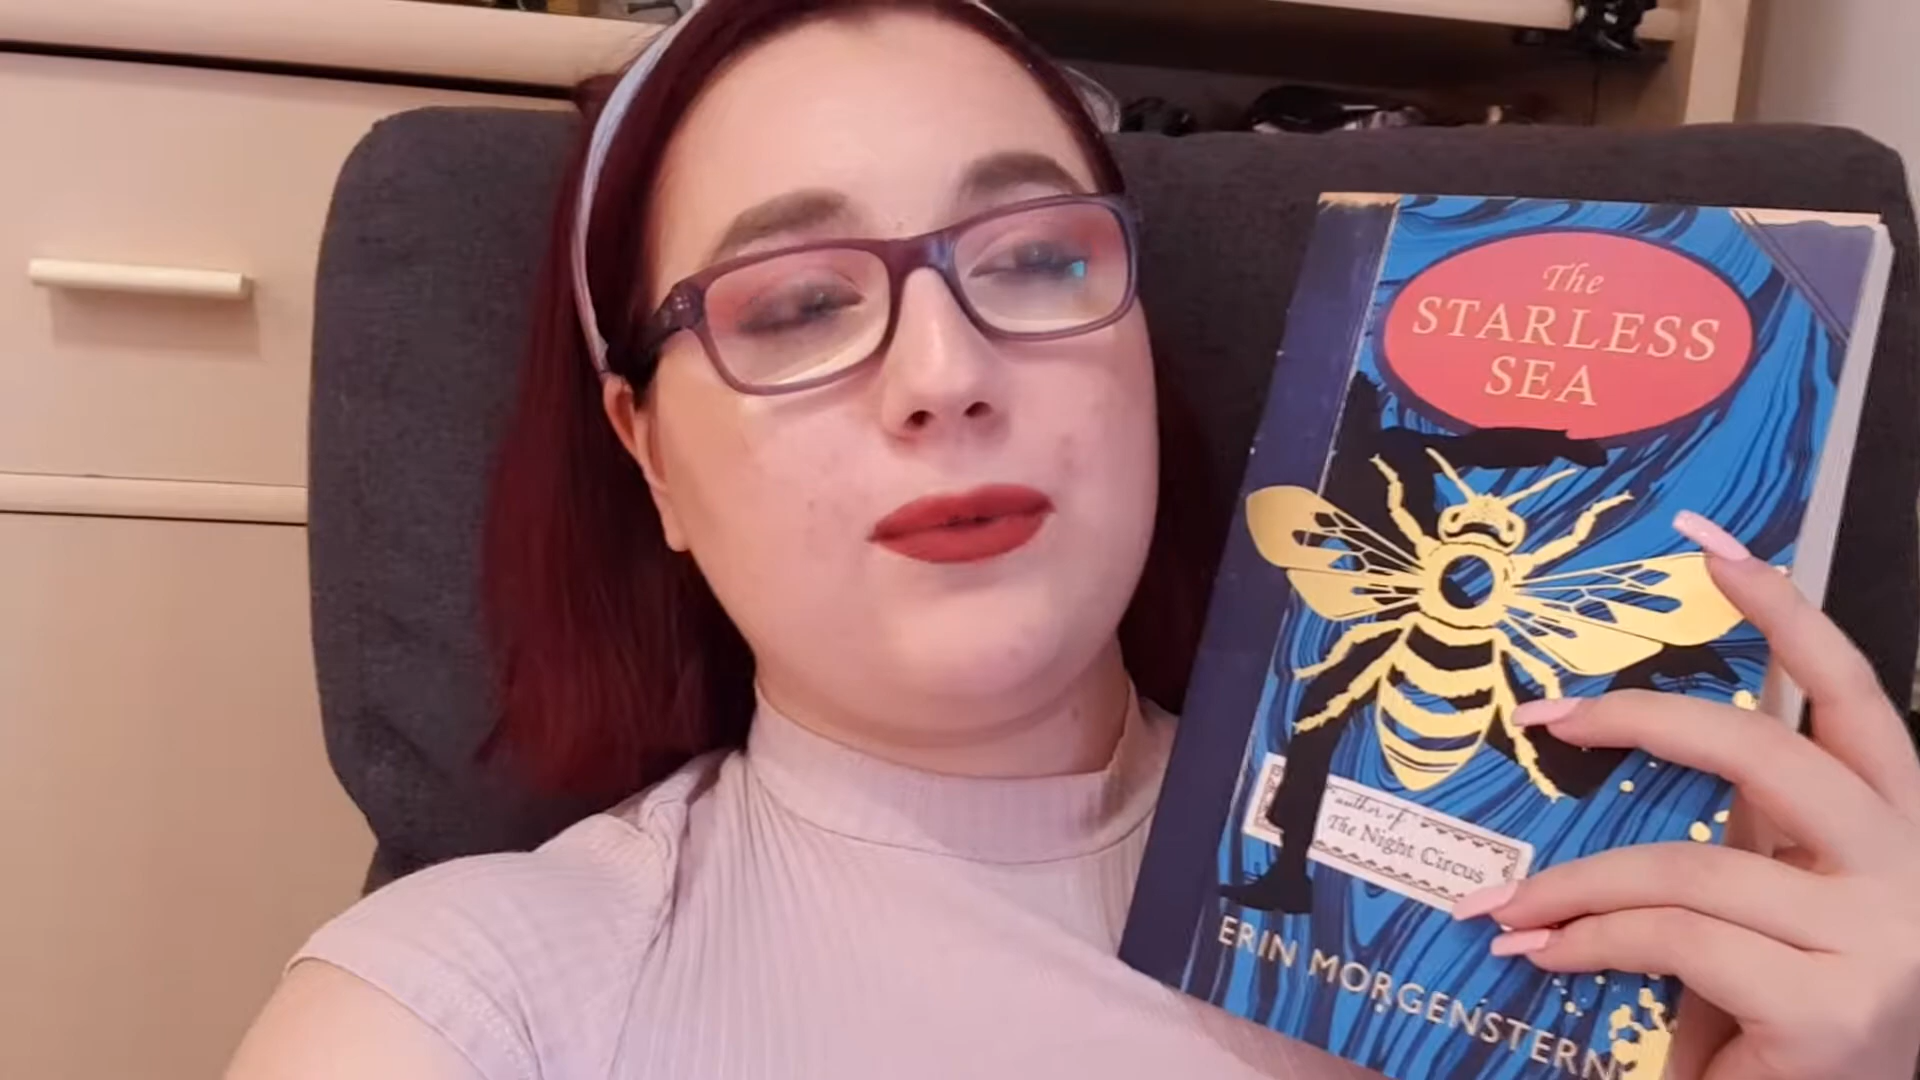 The
STARLESS
SEA
author of
The Night Circus
ERIN MORGENSTERN